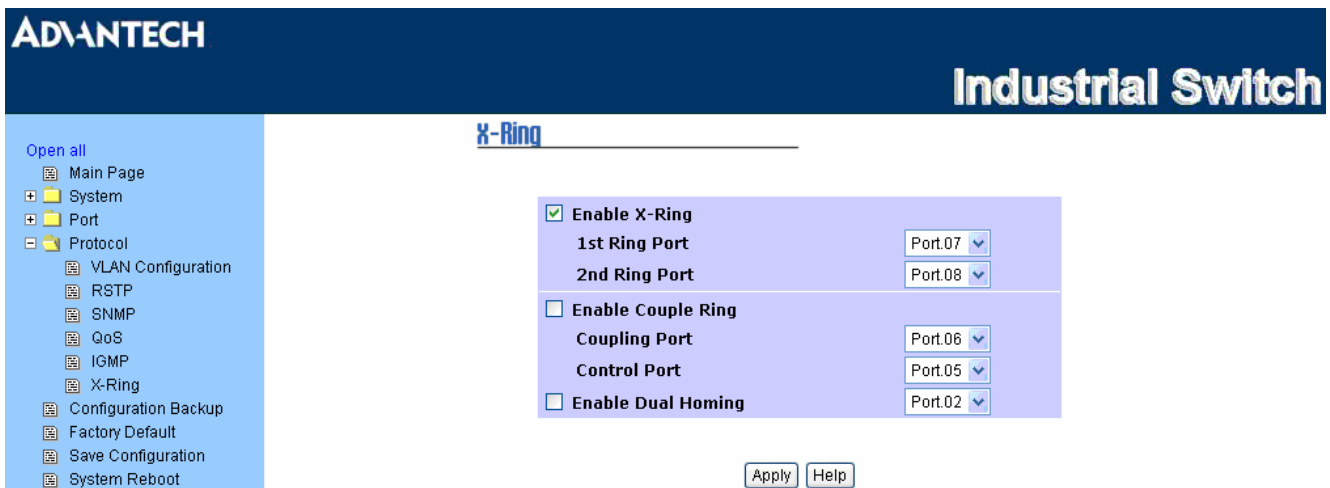 ADVANTECH
Industrial Switch
Open all
Main Page
System
Port
Protocol
VLAN Configuration
RSTP
SNMP
QoS
IGMP
X-Ring
Configuration Backup
Factory Default
Save Configuration
System Reboot
X-Ring
Enable X-Ring
1st Ring Port Port.07
2nd Ring Port Port.08
Enable Couple Ring
Coupling Port Port.06
Control Port Port.05
Enable Dual Homing Port.02
Apply Help